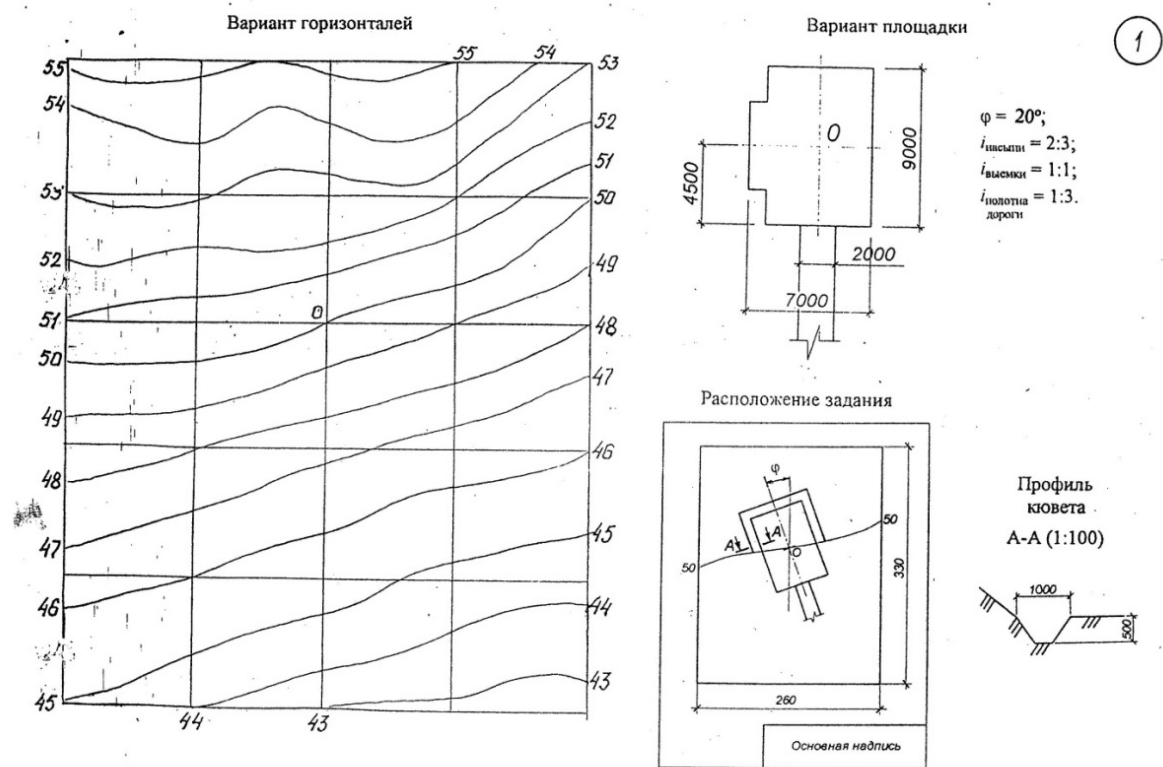 Вариант горизонталей
55
54
53
52
51
50
49
48
47
46
45
44
43
55
54
53
52
51
50
49
48
47
46
45
44
43
О
Вариант площадки
1
О
4500
9000
2000
7000
φ = 20°;
iнасыпи = 2:3;
iвыемки = 1:1;
iполотна = 1:3.
дороги
Расположение задания
φ
А
А
О
50
50
330
260
Основная надпись
Профиль
кювета
А-А (1:100)
1000
500